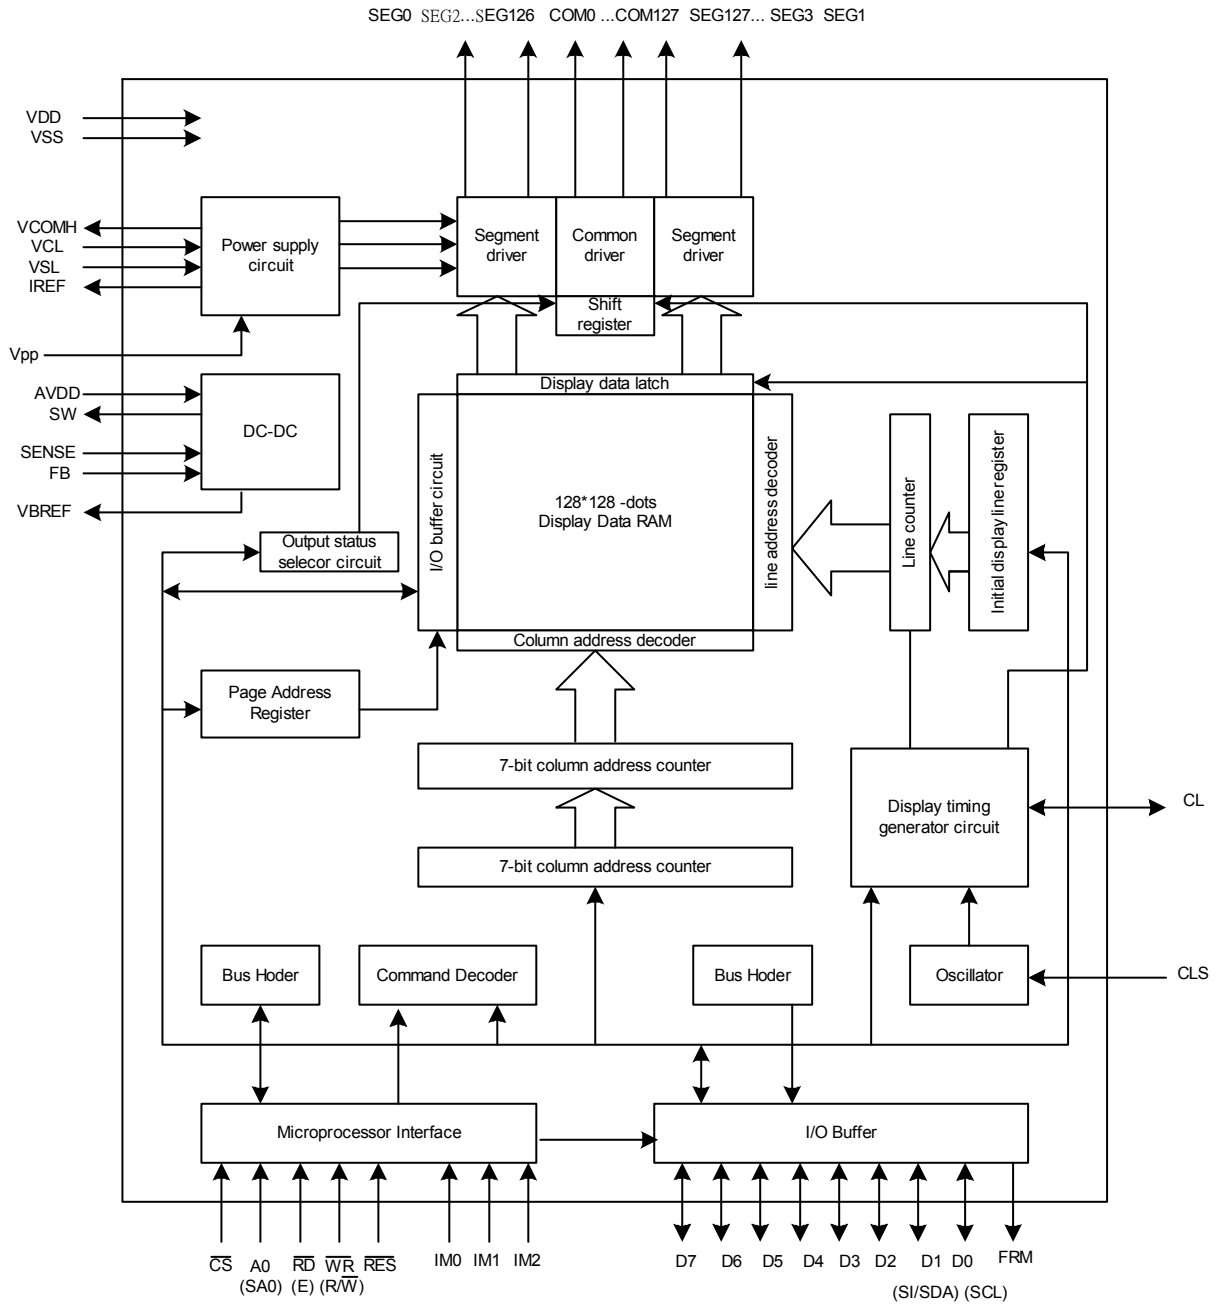 SEG0 SEG2...SEG126 COM0 ...COM127 SEG127... SEG3 SEG1
VDD
VSS
VCOMH
VCL
VSL
IREF
Power supply
circuit
Segment
driver
Common
driver
Segment
driver
Shift
register
Vpp
AVDD
SW
SENSE
FB
VBREF
DC-DC
Display data latch
I/O buffer circuit
128*128 -dots
Display Data RAM
line address decoder
Line counter
Initial display line register
Output status
selecor circuit
Column address decoder
Page Address
Register
7-bit column address counter
Display timing
generator circuit
CL
7-bit column address counter
Bus Hoder
Command Decoder
Bus Hoder
Oscillator
CLS
Microprocessor Interface
I/O Buffer
C̅S̅ A0 R̅D̅ W̅R̅ R̅E̅S̅ IM0 IM1 IM2 D7 D6 D5 D4 D3 D2 D1 D0 FRM
(SA0) (E) (R/W̅) (SI/SDA) (SCL)